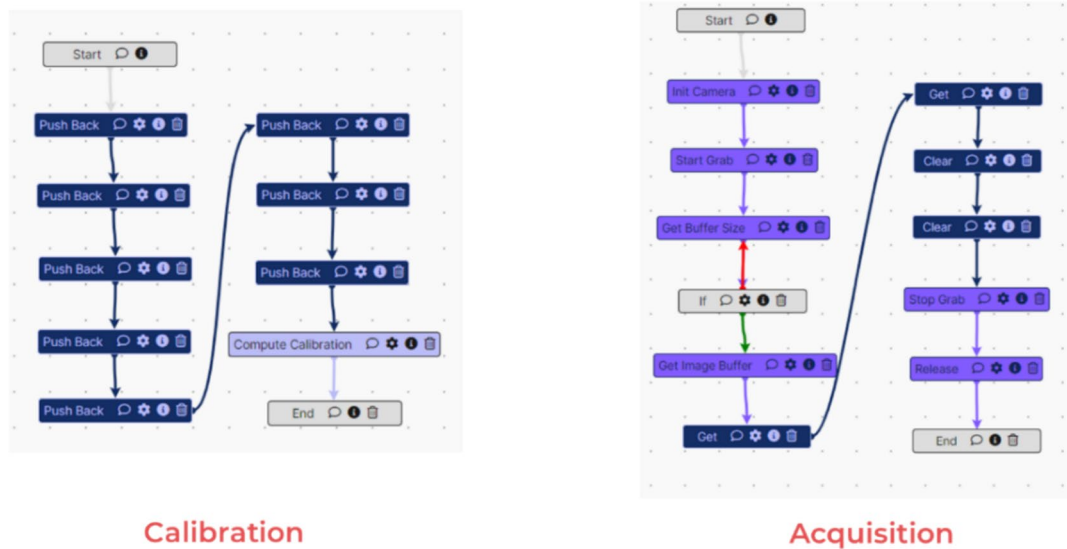 Start
Push Back
Push Back
Push Back
Push Back
Push Back
Push Back
Push Back
Push Back
Compute Calibration
End
Calibration
Start
Init Camera
Start Grab
Get Buffer Size
If
Get Image Buffer
Get
Get
Clear
Clear
Stop Grab
Release
End
Acquisition